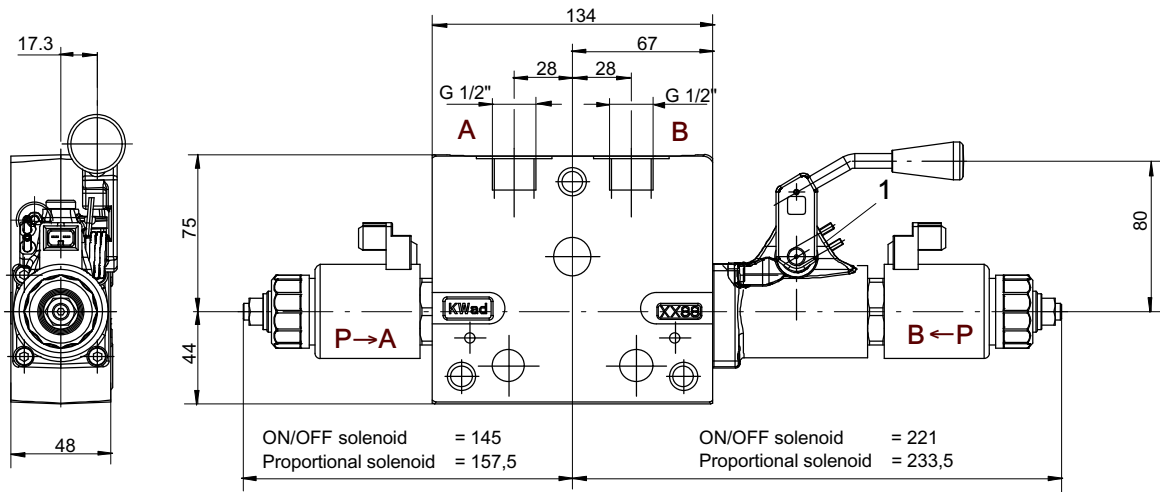 134
17.3
67
28
28
G 1/2"
G 1/2"
A
B
1
75
80
KWad
XX88
P→A
B←P
44
48
ON/OFF solenoid = 145
Proportional solenoid = 157,5
ON/OFF solenoid = 221
Proportional solenoid = 233,5